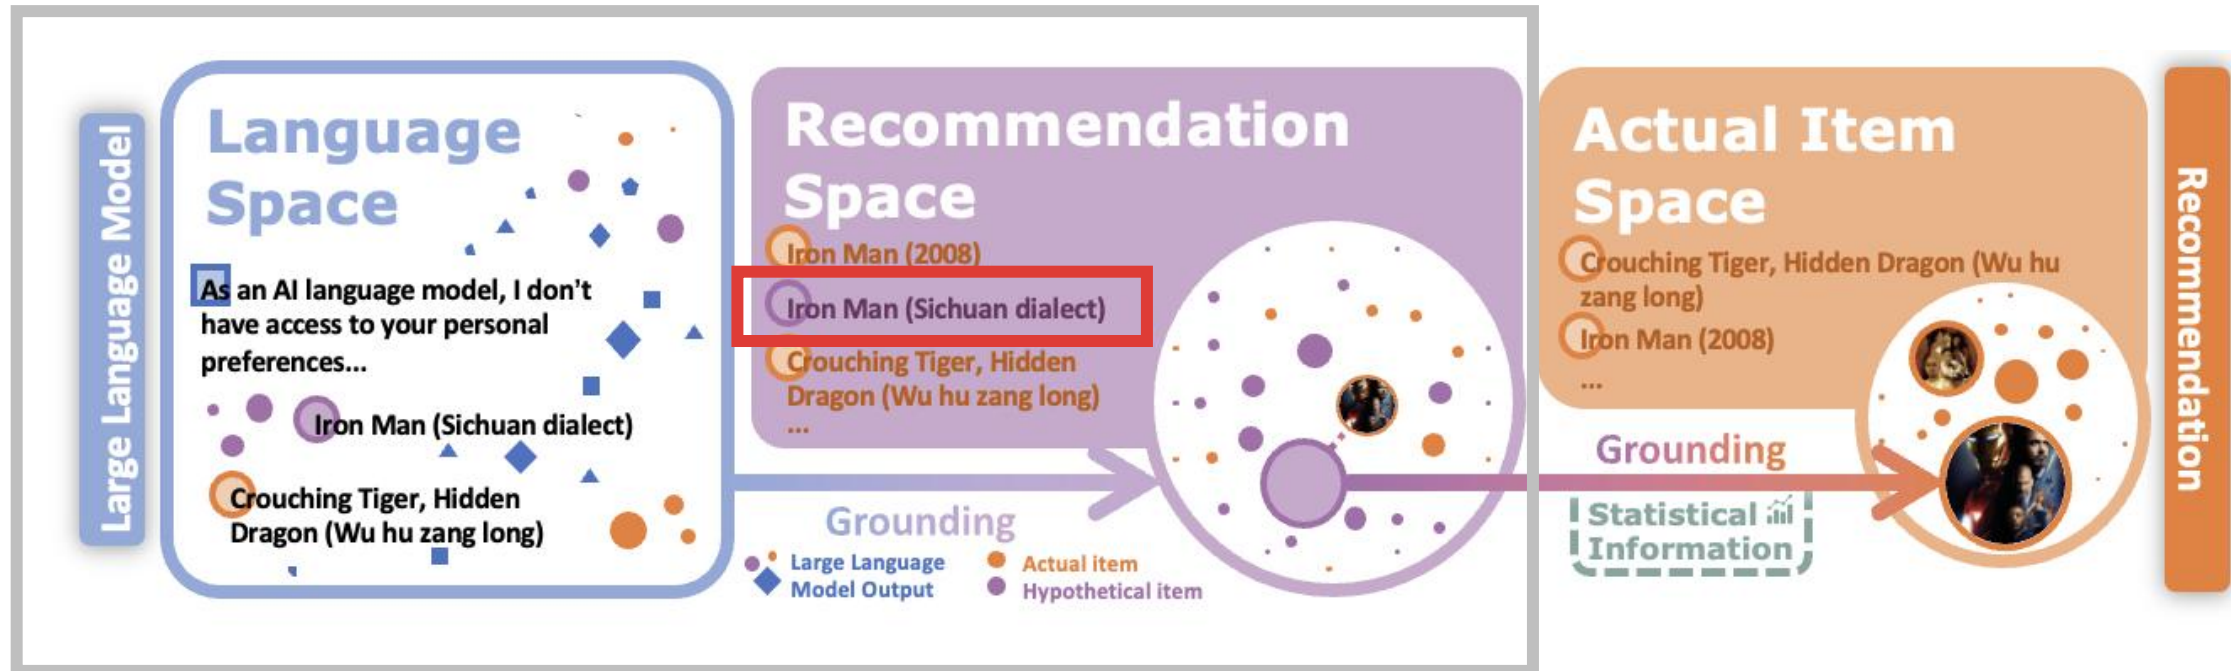 Large Language Model
Language
Space
As an AI language model, I don't
have access to your personal
preferences...
Iron Man (Sichuan dialect)
Crouching Tiger, Hidden
Dragon (Wu hu zang long)
Recommendation
Space
Iron Man (2008)
Iron Man (Sichuan dialect)
Crouching Tiger, Hidden
Dragon (Wu hu zang long)
...
Grounding
Large Language
Model Output
Actual item
Hypothetical item
Actual Item
Space
Crouching Tiger, Hidden Dragon (Wu hu
zang long)
Iron Man (2008)
...
Grounding
Statistical
Information
Recommendation